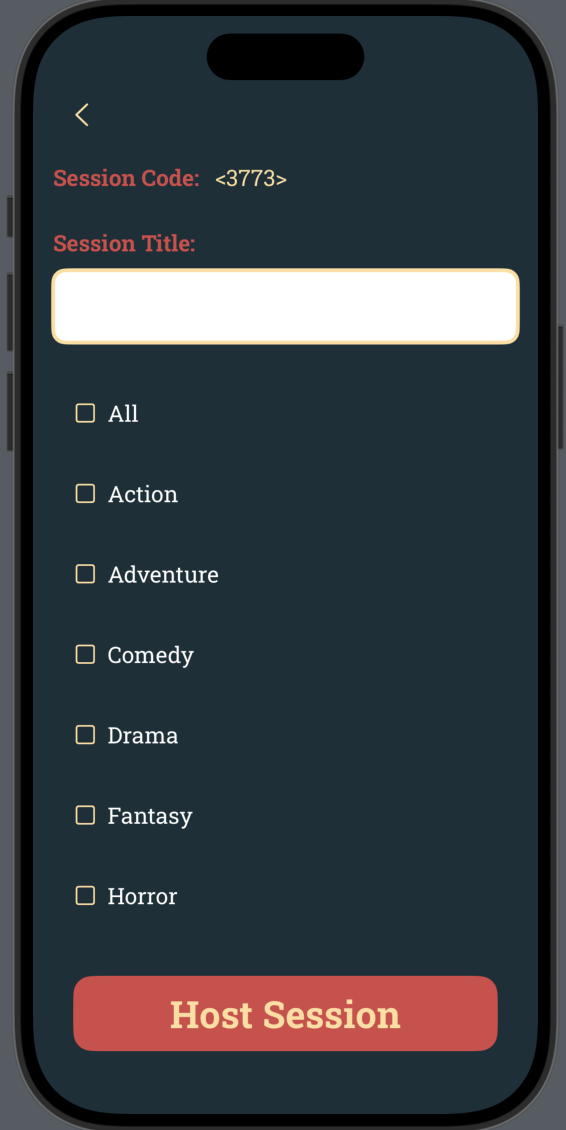 Session Code: <3773>
Session Title:
All
Action
Adventure
Comedy
Drama
Fantasy
Horror
Host Session